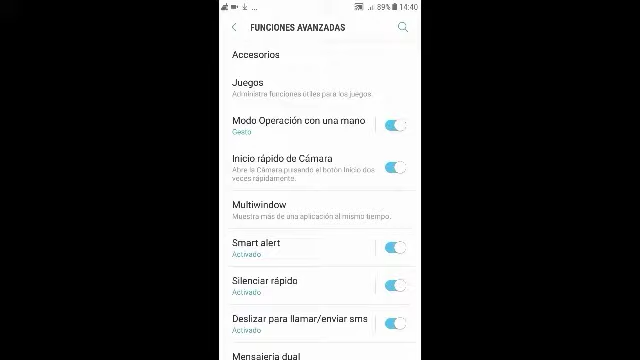 ... 89% 14:40
FUNCIONES AVANZADAS
Accesorios
Juegos
Administre funciones útiles para los juegos.
Modo Operación con una mano
Gesto
Inicio rápido de Cámara
Abre la Cámara pulsando el botón Inicio dos
veces rápidamente.
Multiwindow
Muestra más de una aplicación al mismo tiempo.
Smart alert
Activado
Silenciar rápido
Activado
Deslizar para llamar/enviar sms
Activado
Mensajería dual